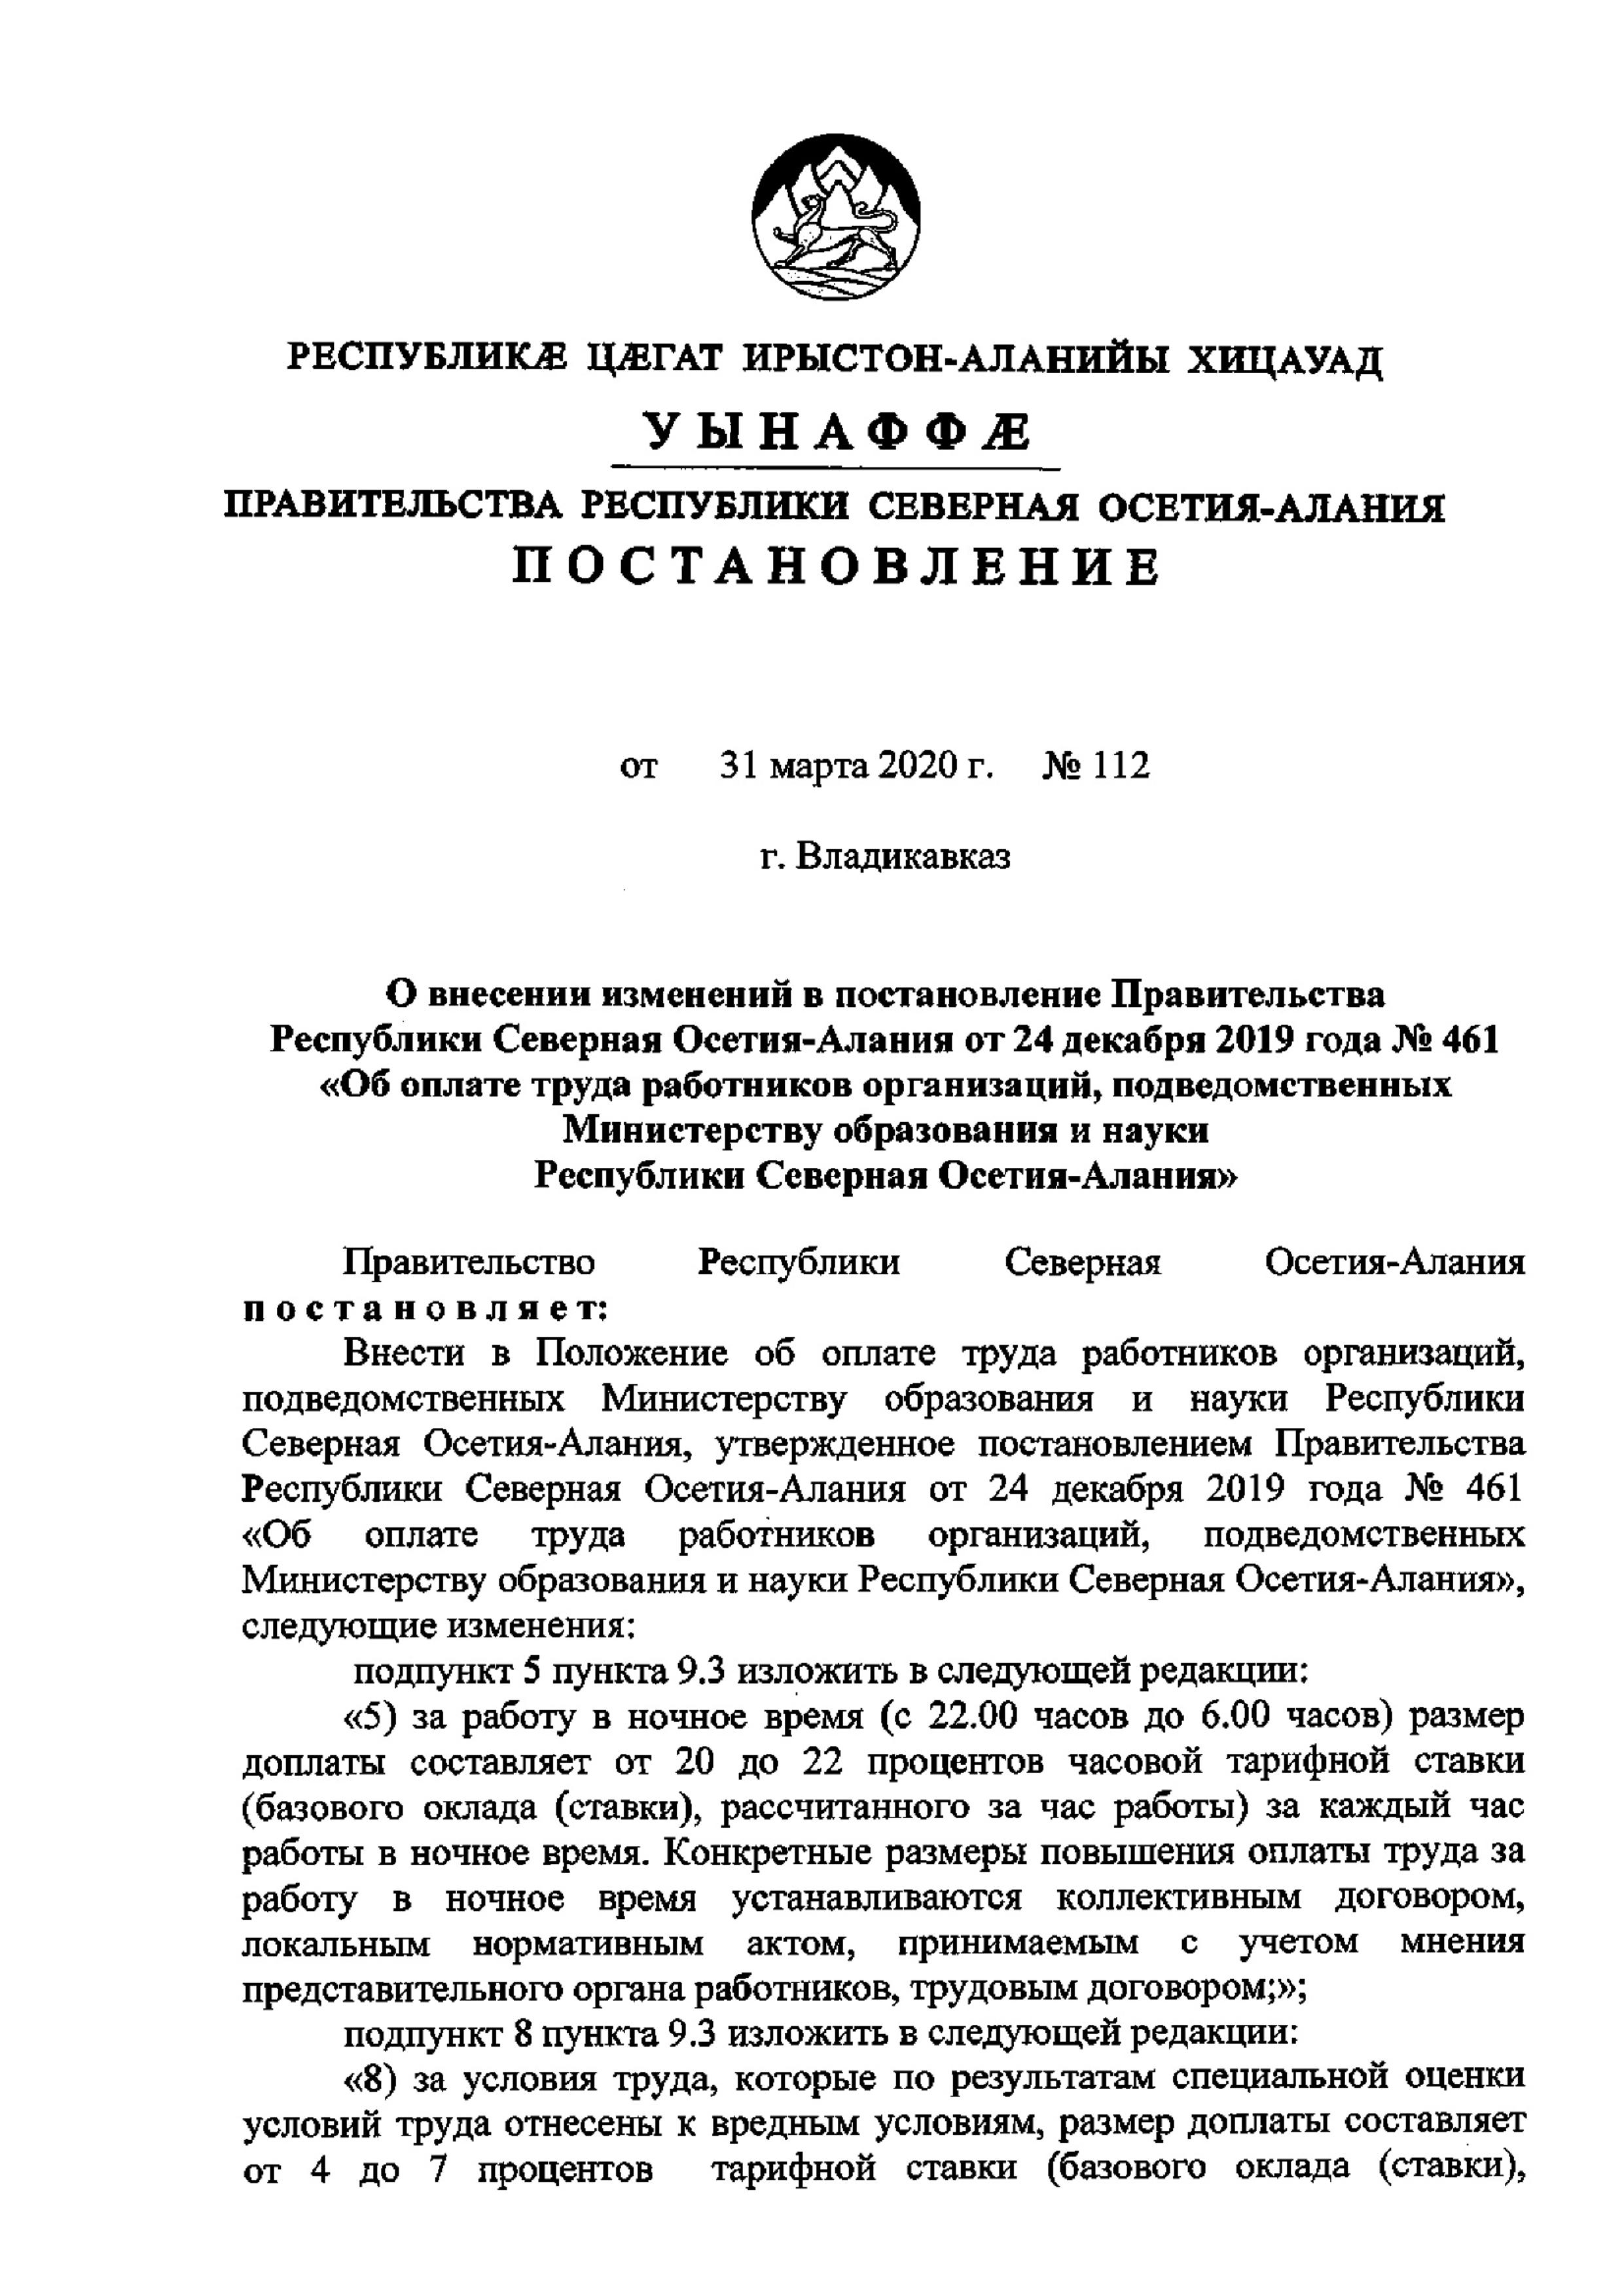 РЕСПУБЛИКÆ ЦÆГАТ ИРЫСТОН-АЛАНИЙЫ ХИЦАУАД
УЫНАФФÆ
ПРАВИТЕЛЬСТВА РЕСПУБЛИКИ СЕВЕРНАЯ ОСЕТИЯ-АЛАНИЯ
ПОСТАНОВЛЕНИЕ
от 31 марта 2020 г. № 112
г. Владикавказ
О внесении изменений в постановление Правительства
Республики Северная Осетия-Алания от 24 декабря 2019 года № 461
«Об оплате труда работников организаций, подведомственных
Министерству образования и науки
Республики Северная Осетия-Алания»
Правительство Республики Северная Осетия-Алания
п о с т а н о в л я е т:
Внести в Положение об оплате труда работников организаций,
подведомственных Министерству образования и науки Республики
Северная Осетия-Алания, утвержденное постановлением Правительства
Республики Северная Осетия-Алания от 24 декабря 2019 года № 461
«Об оплате труда работников организаций, подведомственных
Министерству образования и науки Республики Северная Осетия-Алания»,
следующие изменения:
подпункт 5 пункта 9.3 изложить в следующей редакции:
«5) за работу в ночное время (с 22.00 часов до 6.00 часов) размер
доплаты составляет от 20 до 22 процентов часовой тарифной ставки
(базового оклада (ставки), рассчитанного за час работы) за каждый час
работы в ночное время. Конкретные размеры повышения оплаты труда за
работу в ночное время устанавливаются коллективным договором,
локальным нормативным актом, принимаемым с учетом мнения
представительного органа работников, трудовым договором;»;
подпункт 8 пункта 9.3 изложить в следующей редакции:
«8) за условия труда, которые по результатам специальной оценки
условий труда отнесены к вредным условиям, размер доплаты составляет
от 4 до 7 процентов тарифной ставки (базового оклада (ставки),